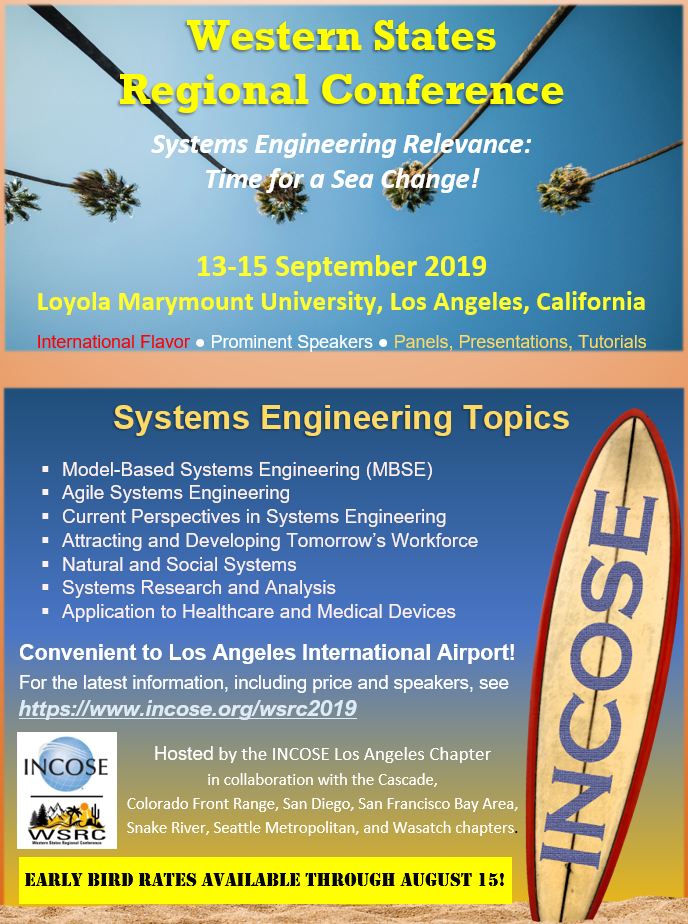 Western States
Regional Conference
Systems Engineering Relevance:
Time for a Sea Change!
13-15 September 2019
Loyola Marymount University, Los Angeles, California
International Flavor ● Prominent Speakers ● Panels, Presentations, Tutorials
Systems Engineering Topics
▪ Model-Based Systems Engineering (MBSE)
▪ Agile Systems Engineering
▪ Current Perspectives in Systems Engineering
▪ Attracting and Developing Tomorrow’s Workforce
▪ Natural and Social Systems
▪ Systems Research and Analysis
▪ Application to Healthcare and Medical Devices
INCOSE
Convenient to Los Angeles International Airport!
For the latest information, including price and speakers, see
https://www.incose.org/wsrc2019
INCOSE
WSRC
Western States Regional Conference
Hosted by the INCOSE Los Angeles Chapter
in collaboration with the Cascade,
Colorado Front Range, San Diego, San Francisco Bay Area,
Snake River, Seattle Metropolitan, and Wasatch chapters.
EARLY BIRD RATES AVAILABLE THROUGH AUGUST 15!